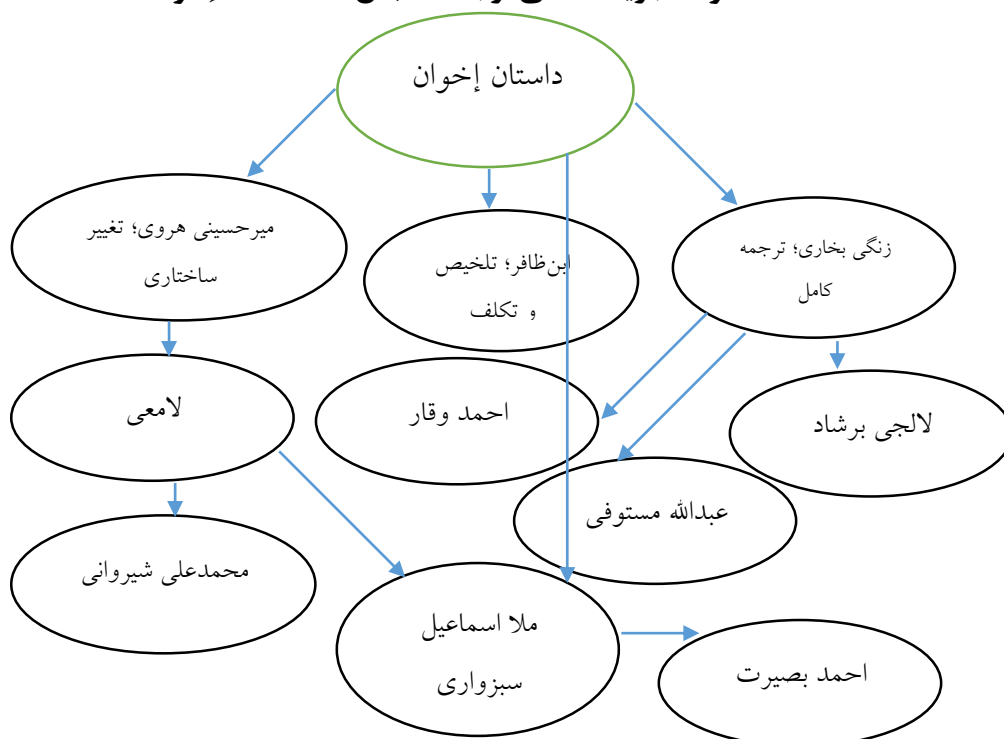 داستان إخوان
زنگی بخاری؛ ترجمه
کامل
ابن‌ظافر؛ تلخیص
و تکلف
میرحسینی هروی؛ تغییر
ساختاری
لالجی برشاد
احمد وقار
لامعی
عبدالله مستوفی
محمدعلی شیروانی
ملا اسماعیل
سبزواری
احمد بصیرت